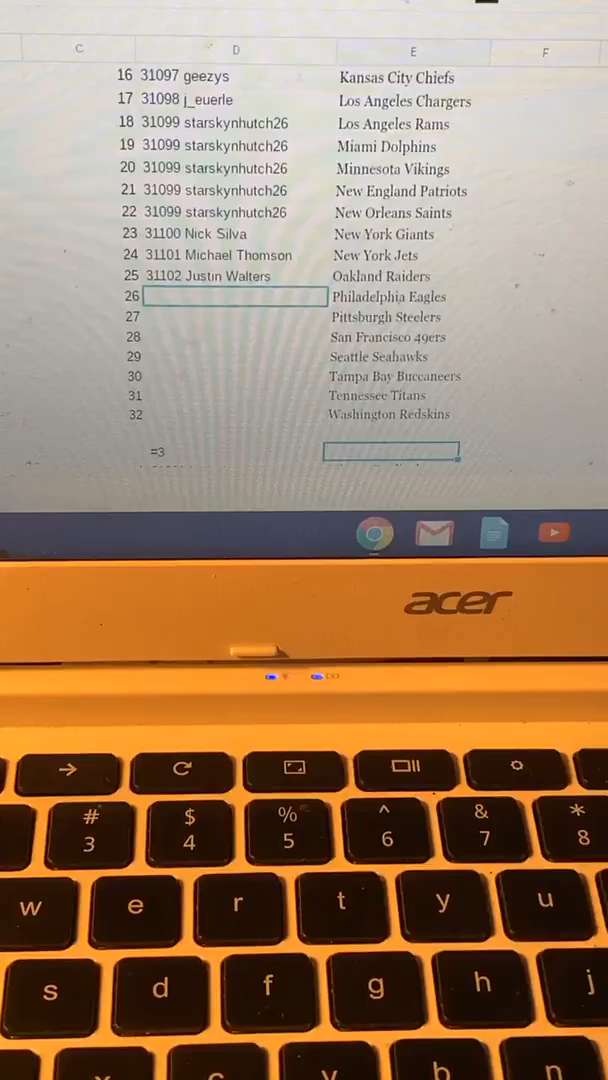 C D E F
16 31097 geezys Kansas City Chiefs
17 31098 j_euerle Los Angeles Chargers
18 31099 starskynhutch26 Los Angeles Rams
19 31099 starskynhutch26 Miami Dolphins
20 31099 starskynhutch26 Minnesota Vikings
21 31099 starskynhutch26 New England Patriots
22 31099 starskynhutch26 New Orleans Saints
23 31100 Nick Silva New York Giants
24 31101 Michael Thomson New York Jets
25 31102 Justin Walters Oakland Raiders
26 Philadelphia Eagles
27 Pittsburgh Steelers
28 San Francisco 49ers
29 Seattle Seahawks
30 Tampa Bay Buccaneers
31 Tennessee Titans
32 Washington Redskins
#3
acer
# $ % ^ & *
3 4 5 6 7 8
w e r t y u
s d f g h j
x c v b n